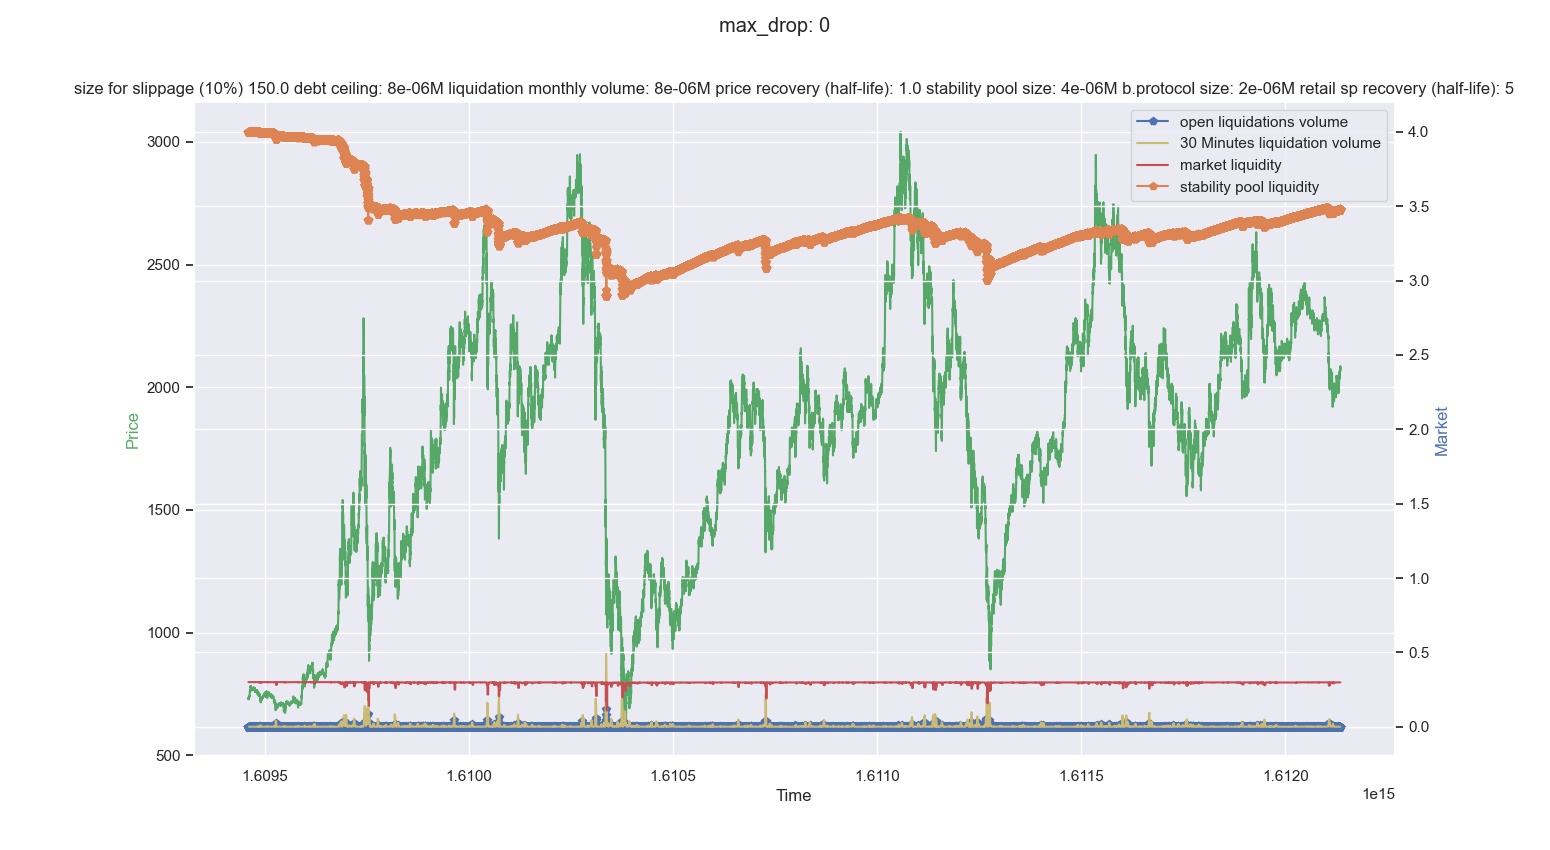 max_drop: 0
size for slippage (10%) 150.0 debt ceiling: 8e-06M liquidation monthly volume: 8e-06M price recovery (half-life): 1.0 stability pool size: 4e-06M b.protocol size: 2e-06M retail sp recovery (half-life): 5
open liquidations volume
30 Minutes liquidation volume
market liquidity
stability pool liquidity
3000
2500
2000
1500
1000
500
Price
4.0
3.5
3.0
2.5
2.0
1.5
1.0
0.5
0.0
Market
1.6095 1.6100 1.6105 1.6110 1.6115 1.6120
Time
1e15